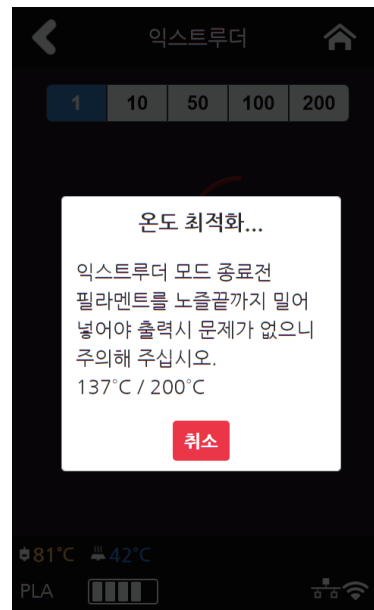 익스트루더
1 10 50 100 200
온도 최적화...
익스트루더 모드 종료전
필라멘트를 노즐끝까지 밀어
넣어야 출력시 문제가 없으니
주의해 주십시오.
137°C / 200°C
취소
81°C 42°C
PLA